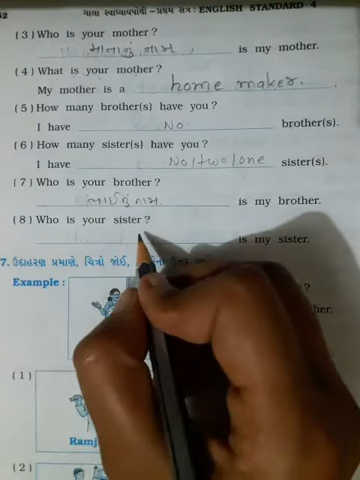 42 ગાલા સ્વાધ્યાયપોથી – પ્રથમ સત્ર : ENGLISH STANDARD 4
( 3 ) Who is your mother ?
માતાનું નામ is my mother.
( 4 ) What is your mother ?
My mother is a home maker.
( 5 ) How many brother(s) have you ?
I have No brother(s).
( 6 ) How many sister(s) have you ?
I have No/two/one sister(s).
( 7 ) Who is your brother ?
ભાઈનું નામ is my brother.
( 8 ) Who is your sister ?
is my sister.
7. ઉદાહરણ પ્રમાણે, ચિત્રો જોઈ,
Example :
?
her.
( 1 )
Ramj
( 2 )